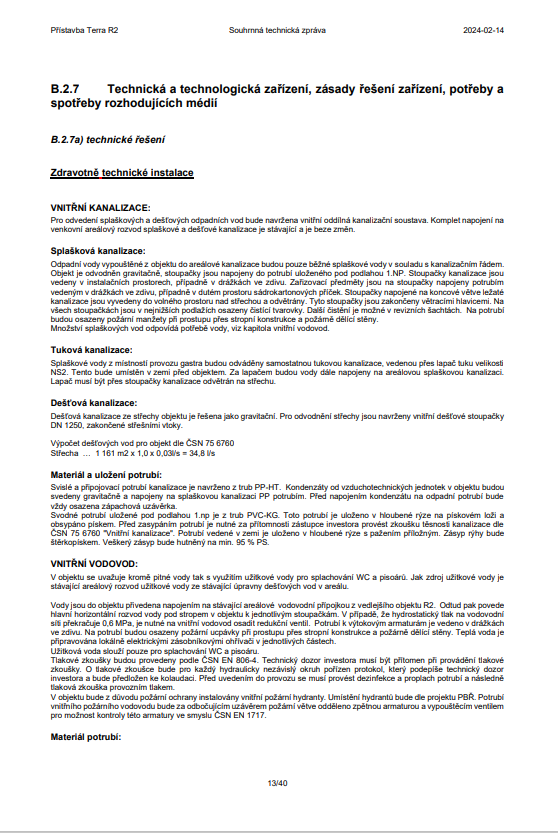 Přístavba Terra R2 Souhrnná technická zpráva 2024-02-14
B.2.7 Technická a technologická zařízení, zásady řešení zařízení, potřeby a
spotřeby rozhodujících médií
B.2.7a) technické řešení
Zdravotně technické instalace
VNITŘNÍ KANALIZACE:
Pro odvedení splaškových a dešťových odpadních vod bude navržena vnitřní oddílná kanalizační soustava. Komplet napojení na
venkovní areálový rozvod splaškové a dešťové kanalizace je stávající a je beze změn.
Splašková kanalizace:
Odpadní vody vypouštěné z objektu do areálové kanalizace budou pouze běžné splaškové vody v souladu s kanalizačním řádem.
Objekt je odvodněn gravitačně, stoupačky jsou napojeny do potrubí uloženého pod podlahou 1.NP. Stoupačky kanalizace jsou
vedeny v instalačních prostorech, případně v drážkách ve zdivu. Zařizovací předměty jsou na stoupačky napojeny potrubím
vedeným v drážkách ve zdivu, případně v dutém prostoru sádrokartonových příček. Stoupačky napojené na koncové větve ležaté
kanalizace jsou vyvedeny do volného prostoru nad střechou a odvětrány. Tyto stoupačky jsou zakončeny větracími hlavicemi. Na
všech stoupačkách jsou v nejnižších podlažích osazeny čistící tvarovky. Další čistění je možné v revizních šachtách. Na potrubí
budou osazeny požární manžety při prostupu přes stropní konstrukce a požárně dělící stěny.
Množství splaškových vod odpovídá potřebě vody, viz kapitola vnitřní vodovod.
Tuková kanalizace:
Splaškové vody z místností provozu gastra budou odváděny samostatnou tukovou kanalizace, vedenou přes lapač tuku velikosti
NS2. Tento bude umístěn v zemi před objektem. Za lapačem budou vody dále napojeny na areálovou splaškovou kanalizaci.
Lapač musí být přes stoupačky kanalizace odvětrán na střechu.
Dešťová kanalizace:
Dešťová kanalizace ze střechy objektu je řešena jako gravitační. Pro odvodnění střechy jsou navrženy vnitřní dešťové stoupačky
DN 1250, zakončené střešními vtoky.
Výpočet dešťových vod pro objekt dle ČSN 75 6760
Střecha ... 1 161 m2 x 1,0 x 0,03l/s = 34,8 l/s
Materiál a uložení potrubí:
Svislé a připojovací potrubí kanalizace je navrženo z trub PP-HT. Kondenzáty od vzduchotechnických jednotek v objektu budou
svedeny gravitačně a napojeny na splaškovou kanalizaci PP potrubím. Před napojením kondenzátu na odpadní potrubí bude
vždy osazena zápachová uzávěrka.
Svodné potrubí uložené pod podlahou 1.np je z trub PVC-KG. Toto potrubí je uloženo v hloubené rýze na pískovém loži a
obsypáno pískem. Před zasypáním potrubí je nutné za přítomnosti zástupce investora provést zkoušku těsnosti kanalizace dle
ČSN 75 6760 "Vnitřní kanalizace". Potrubí vedené v zemi je uloženo v hloubené rýze s pažením příložným. Zásyp rýhy bude
štěrkopískem. Veškerý zásyp bude hutněný na min. 95 % PS.
VNITŘNÍ VODOVOD:
V objektu se uvažuje kromě pitné vody tak s využitím užitkové vody pro splachování WC a pisoárů. Jak zdroj užitkové vody je
stávající areálový rozvod užitkové vody ze stávající úpravny dešťových vod v areálu.
Vody jsou do objektu přivedena napojením na stávající areálové vodovodní přípojkou z vedlejšího objektu R2. Odtud pak povede
hlavní horizontální rozvod vody pod stropem v objektu k jednotlivým stoupačkám. V případě, že hydrostatický tlak na vodovodní
síti překračuje 0,6 MPa, je nutné na vnitřní vodovod osadit redukční ventil. Potrubí k výtokovým armaturám je vedeno v drážkách
ve zdivu. Na potrubí budou osazeny požární ucpávky při prostupu přes stropní konstrukce a požárně dělící stěny. Teplá voda je
připravována lokálně elektrickými zásobníkovými ohřívači v jednotlivých částech.
Užitková voda slouží pouze pro splachování WC a pisoáru.
Tlakové zkoušky budou provedeny podle ČSN EN 806-4. Technický dozor investora musí být přítomen při provádění tlakové
zkoušky. O tlakové zkoušce bude pro každý hydraulicky nezávislý okruh pořízen protokol, který podepíše technický dozor
investora a bude předložen ke kolaudaci. Před uvedením do provozu se musí provést dezinfekce a proplach potrubí a následně
tlaková zkouška provozním tlakem.
V objektu bude z důvodu požární ochrany instalovány vnitřní požární hydranty. Umístění hydrantů bude dle projektu PBŘ. Potrubí
vnitřního požárního vodovodu bude za odbočujícím uzávěrem požární větve odděleno zpětnou armaturou a vypouštěcím ventilem
pro možnost kontroly této armatury ve smyslu ČSN EN 1717.
Materiál potrubí:
13/40